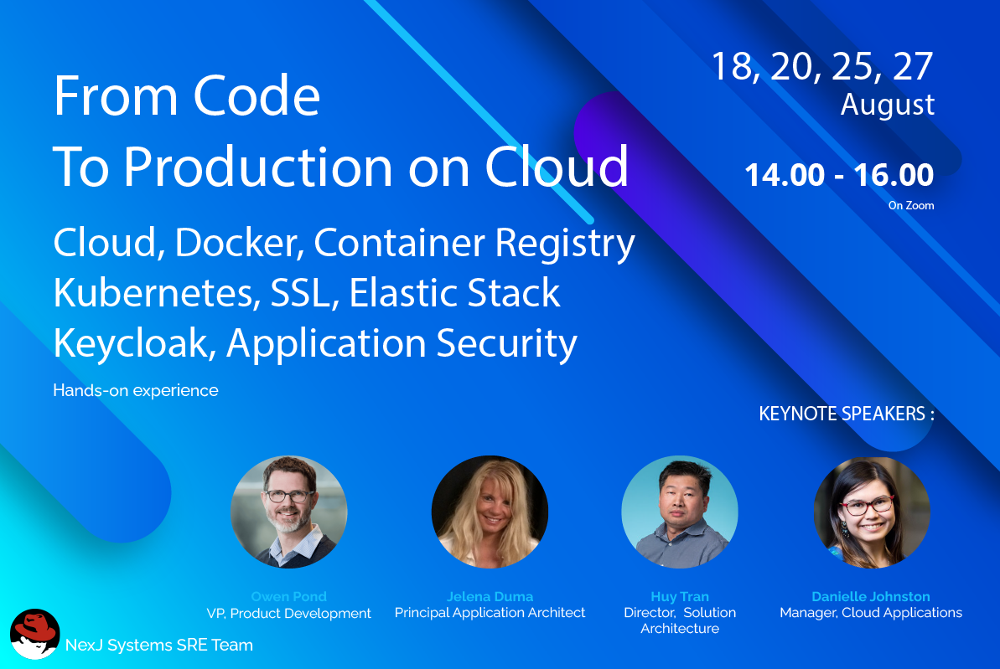 From Code
To Production on Cloud
Cloud, Docker, Container Registry
Kubernetes, SSL, Elastic Stack
Keycloak, Application Security
Hands-on experience
18, 20, 25, 27
August
14.00 - 16.00
On Zoom
KEYNOTE SPEAKERS :
Owen Pond
VP, Product Development
Jelena Duma
Principal Application Architect
Huy Tran
Director,  Solution
Architecture
Danielle Johnston
Manager, Cloud Applications
NexJ Systems SRE Team